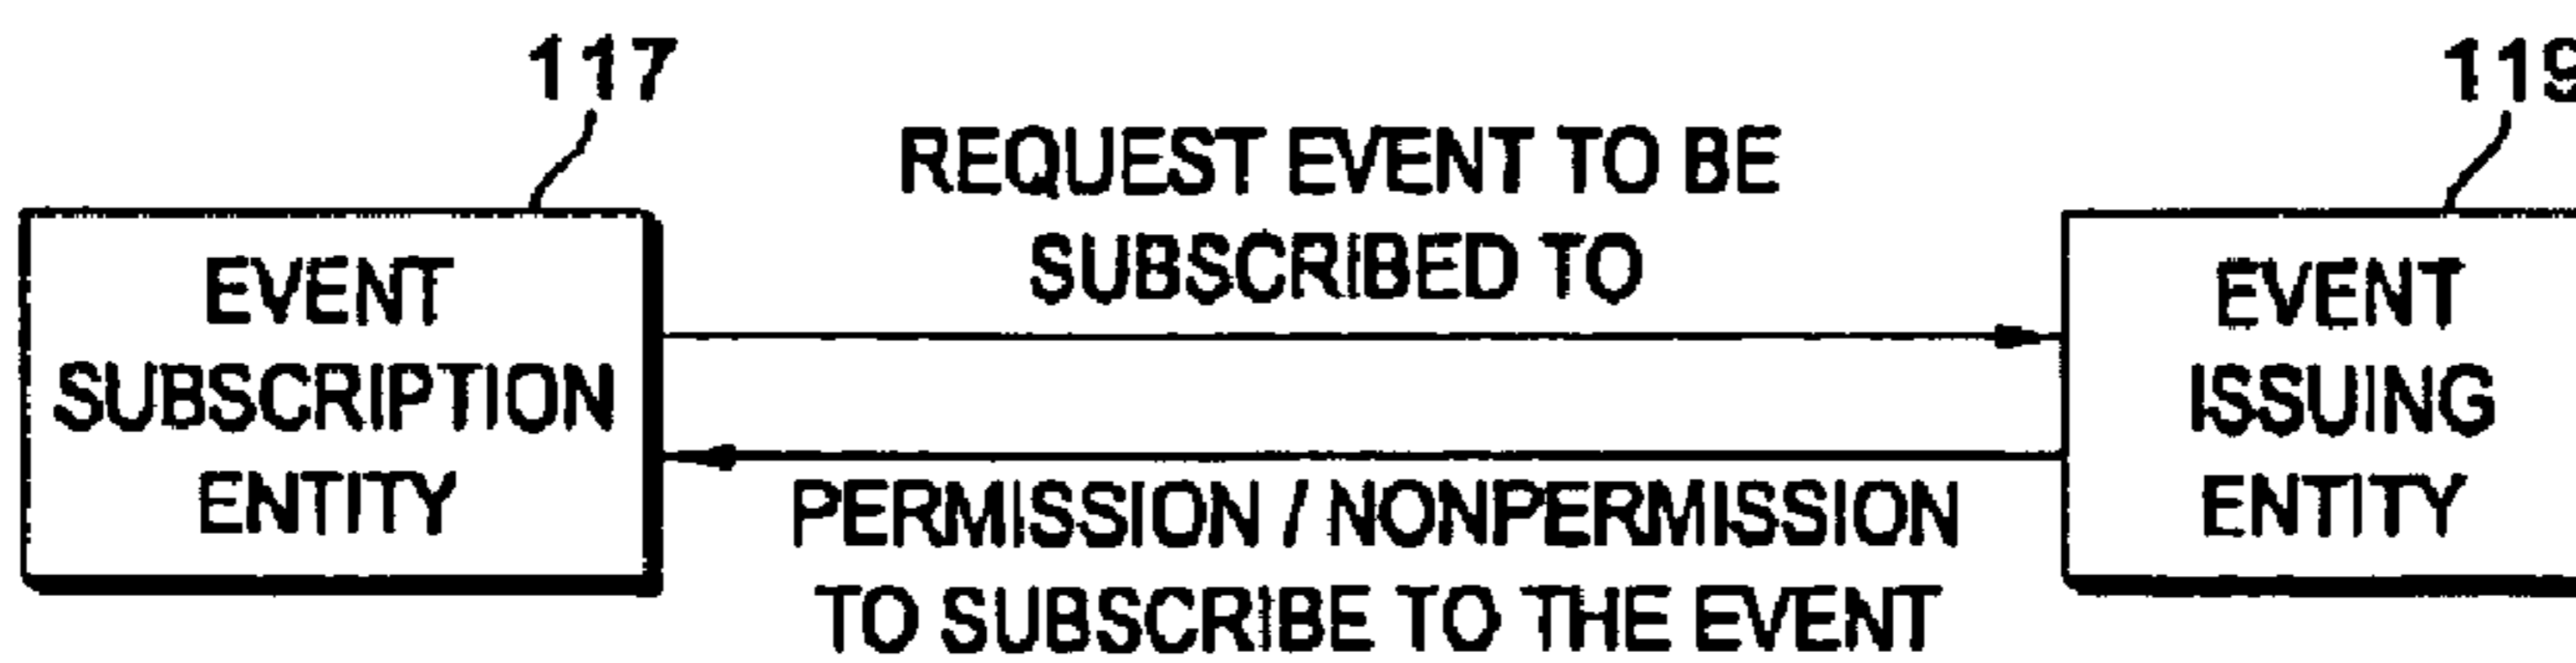 117
119
REQUEST EVENT TO BE
SUBSCRIBED TO
EVENT
SUBSCRIPTION
ENTITY
EVENT
ISSUING
ENTITY
PERMISSION / NONPERMISSION
TO SUBSCRIBE TO THE EVENT